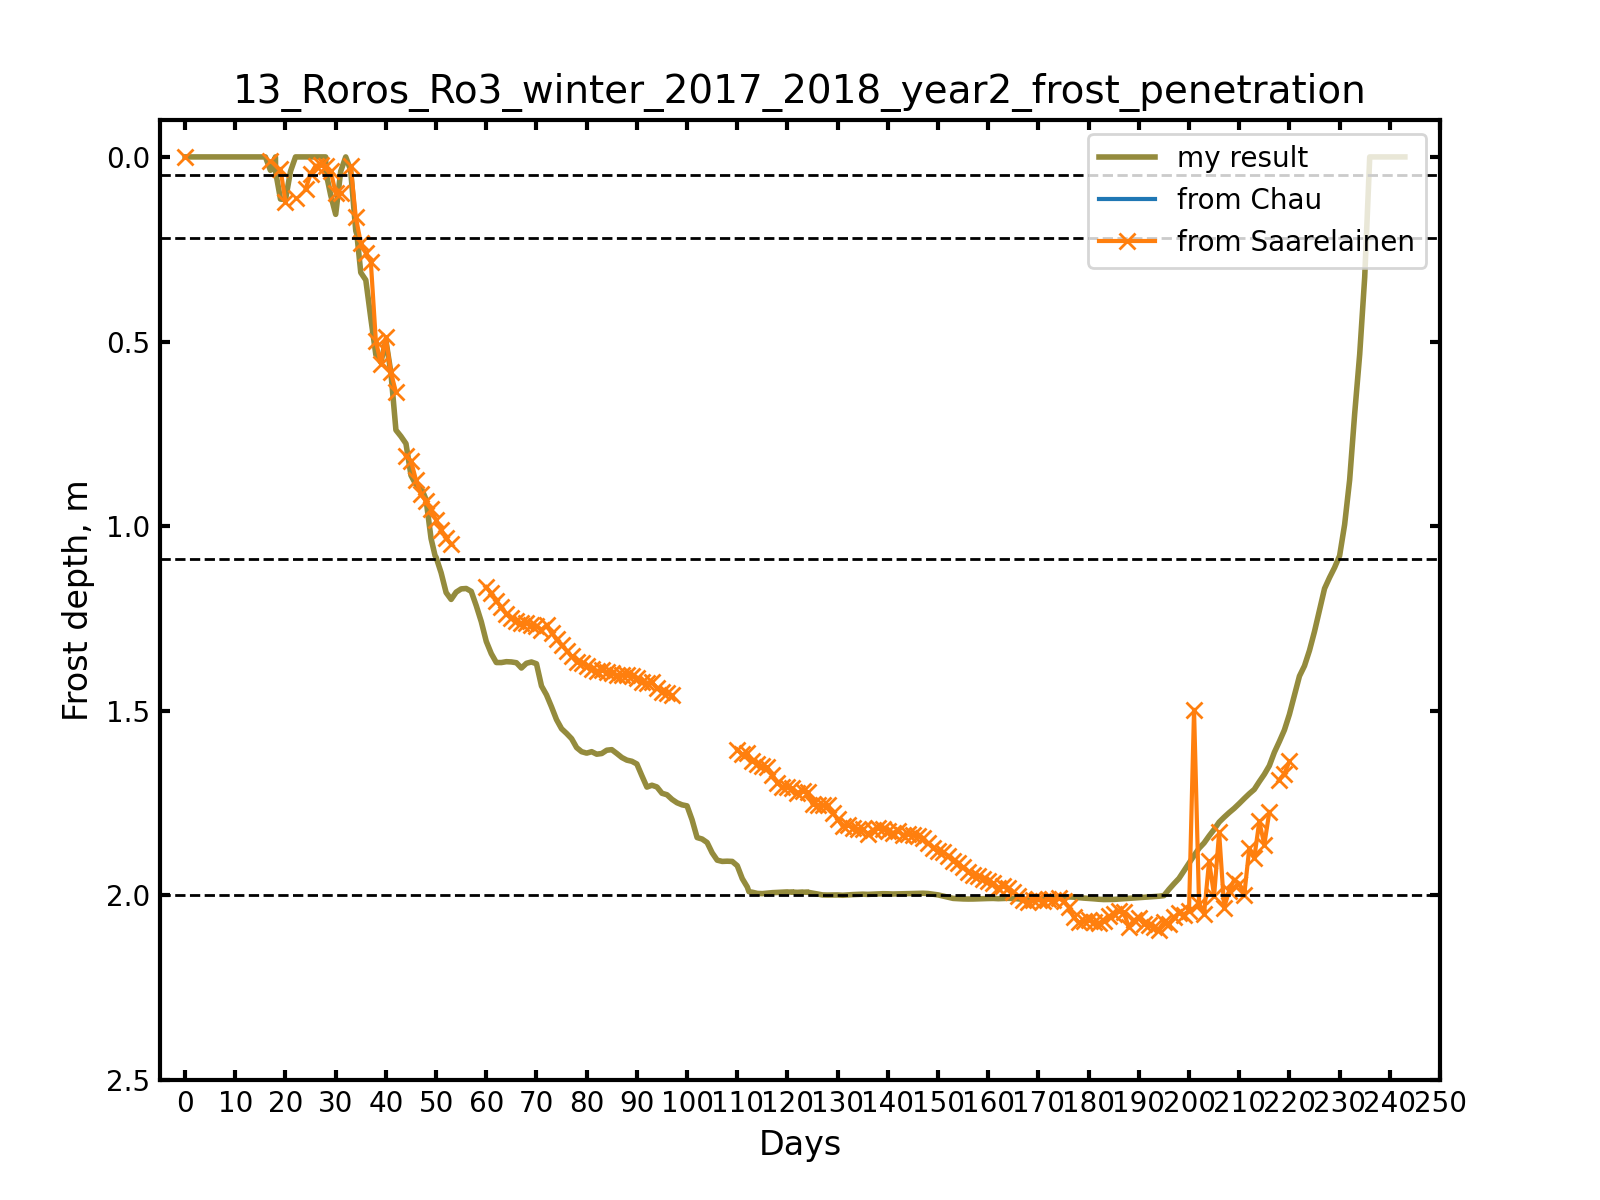 13_Roros_Ro3_winter_2017_2018_year2_frost_penetration
my result
from Chau
from Saarelainen
Frost depth, m
0.0
0.5
1.0
1.5
2.0
2.5
0 10 20 30 40 50 60 70 80 90 100 110 120 130 140 150 160 170 180 190 200 210 220 230 240 250
Days